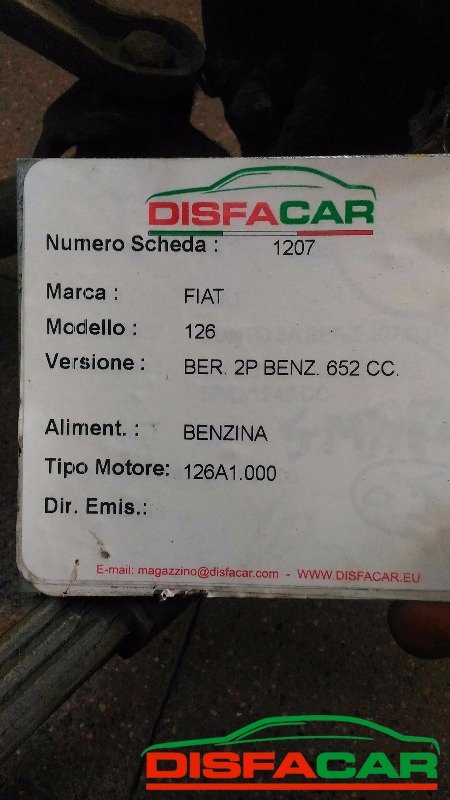 DISFACAR
Numero Scheda : 1207
Marca : FIAT
Modello : 126
Versione : BER. 2P BENZ. 652 CC.
Aliment. : BENZINA
Tipo Motore: 126A1.000
Dir. Emis.:
E-mail: magazzino@disfacar.com - WWW.DISFACAR.EU
DISFACAR